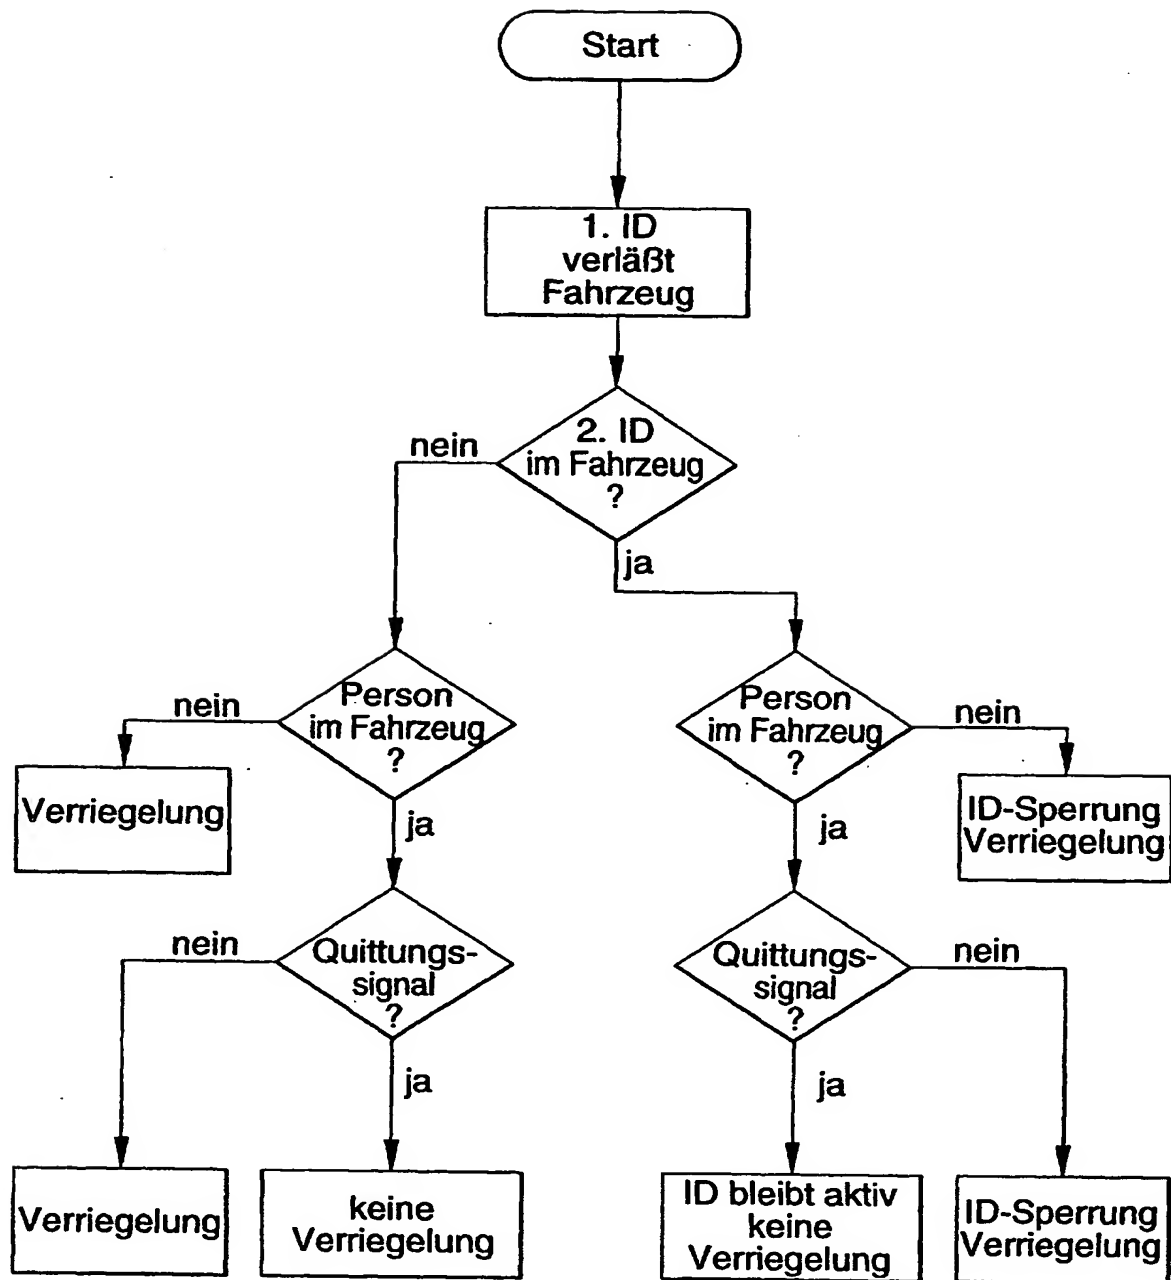 Start
1. ID
verläßt
Fahrzeug
nein
2. ID
im Fahrzeug
?
ja
nein
Person
im Fahrzeug
?
Person
im Fahrzeug
?
nein
Verriegelung
ja
ja
ID-Sperrung
Verriegelung
nein
Quittungs-
signal
?
Quittungs-
signal
?
nein
ja
ja
Verriegelung
keine
Verriegelung
ID bleibt aktiv
keine
Verriegelung
ID-Sperrung
Verriegelung